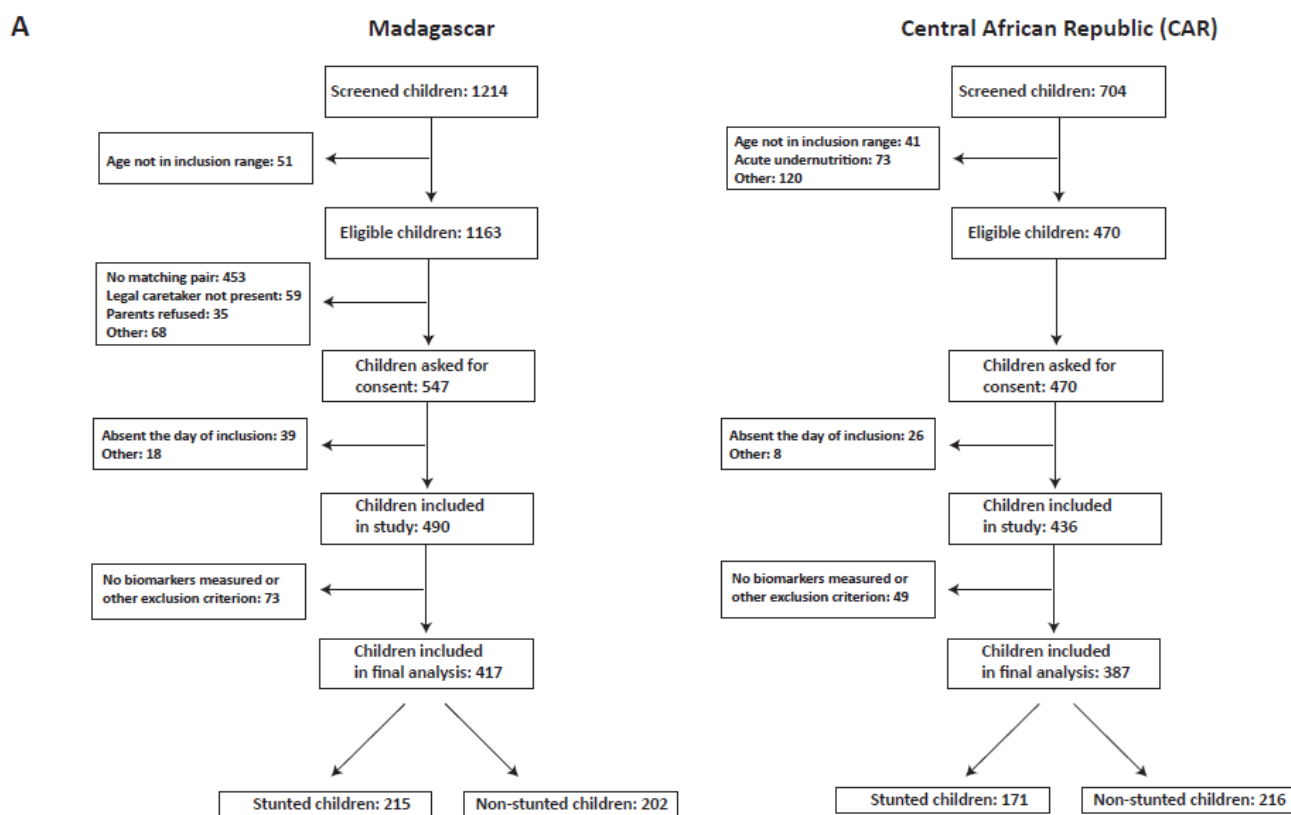 A
Madagascar
Screened children: 1214
Age not in inclusion range: 51
Eligible children: 1163
No matching pair: 453
Legal caretaker not present: 59
Parents refused: 35
Other: 68
Children asked for
consent: 547
Absent the day of inclusion: 39
Other: 18
Children included
in study: 490
No biomarkers measured or
other exclusion criterion: 73
Children included
in final analysis: 417
Stunted children: 215
Non-stunted children: 202
Central African Republic (CAR)
Screened children: 704
Age not in inclusion range: 41
Acute undernutrition: 73
Other: 120
Eligible children: 470
Children asked for
consent: 470
Absent the day of inclusion: 26
Other: 8
Children included
in study: 436
No biomarkers measured or
other exclusion criterion: 49
Children included
in final analysis: 387
Stunted children: 171
Non-stunted children: 216